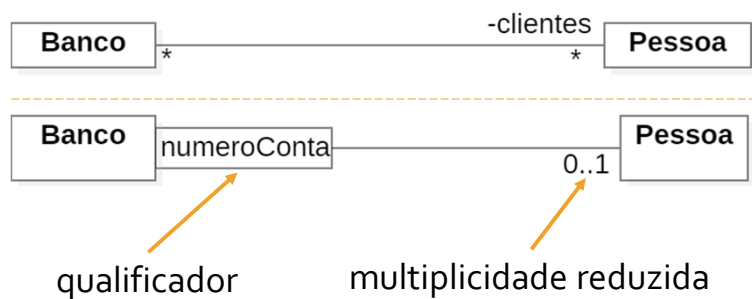 -clientes
Banco Pessoa
* *
Banco Pessoa
numeroConta
0..1
qualificador multiplicidade reduzida